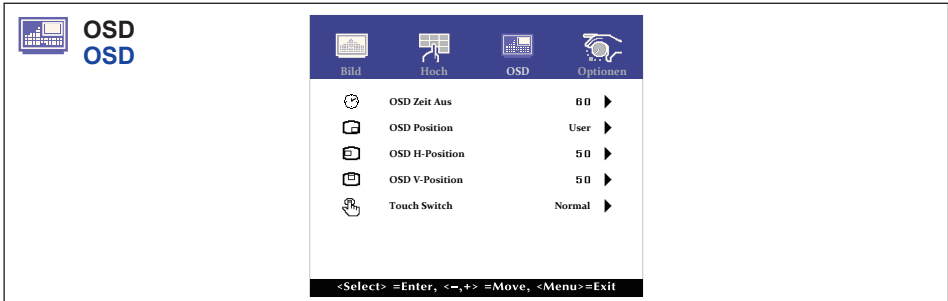 OSD
OSD
Bild Hoch OSD Optionen
OSD Zeit Aus 60
OSD Position User
OSD H-Position 50
OSD V-Position 50
Touch Switch Normal
<Select> =Enter, <–,+> =Move, <Menu>=Exit